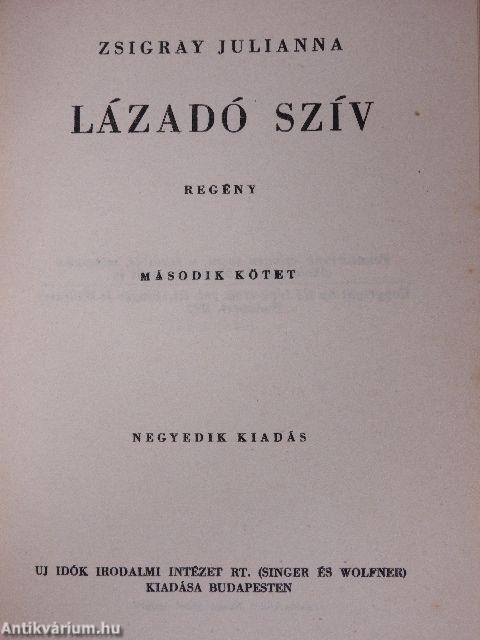 ZSIGRAY JULIANNA
LÁZADÓ SZÍV
REGÉNY
MÁSODIK KÖTET
NEGYEDIK KIADÁS
UJ IDŐK IRODALMI INTÉZET RT. (SINGER ÉS WOLFNER)
KIADÁSA BUDAPESTEN
Antikvárium.hu